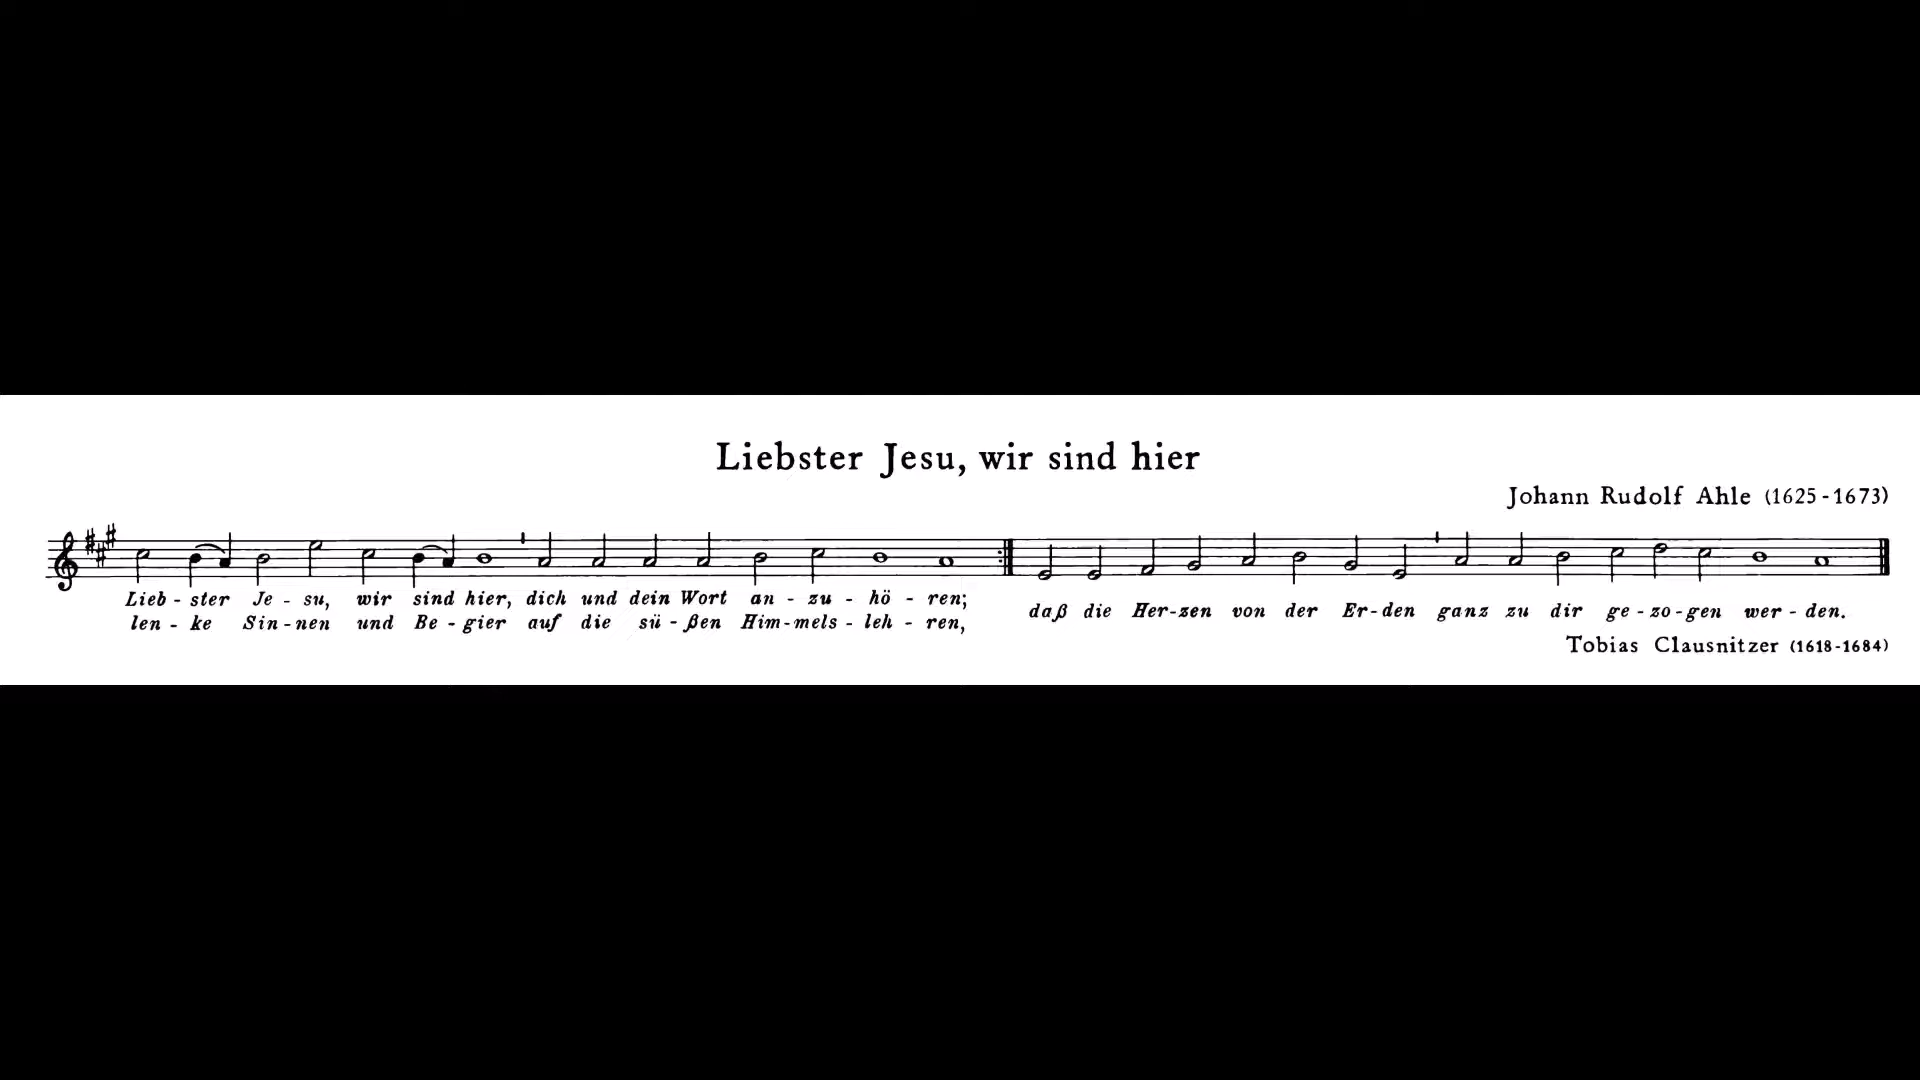 Liebster Jesu, wir sind hier
Johann Rudolf Ahle (1625-1673)
Lieb - ster Je - su, wir sind hier, dich und dein Wort an - zu - hö - ren;
len - ke Sin - nen und Be - gier auf die sü - ßen Him - mels - leh - ren,
daß die Her - zen von der Er - den ganz zu dir ge - zo - gen wer - den.
Tobias Clausnitzer (1618-1684)